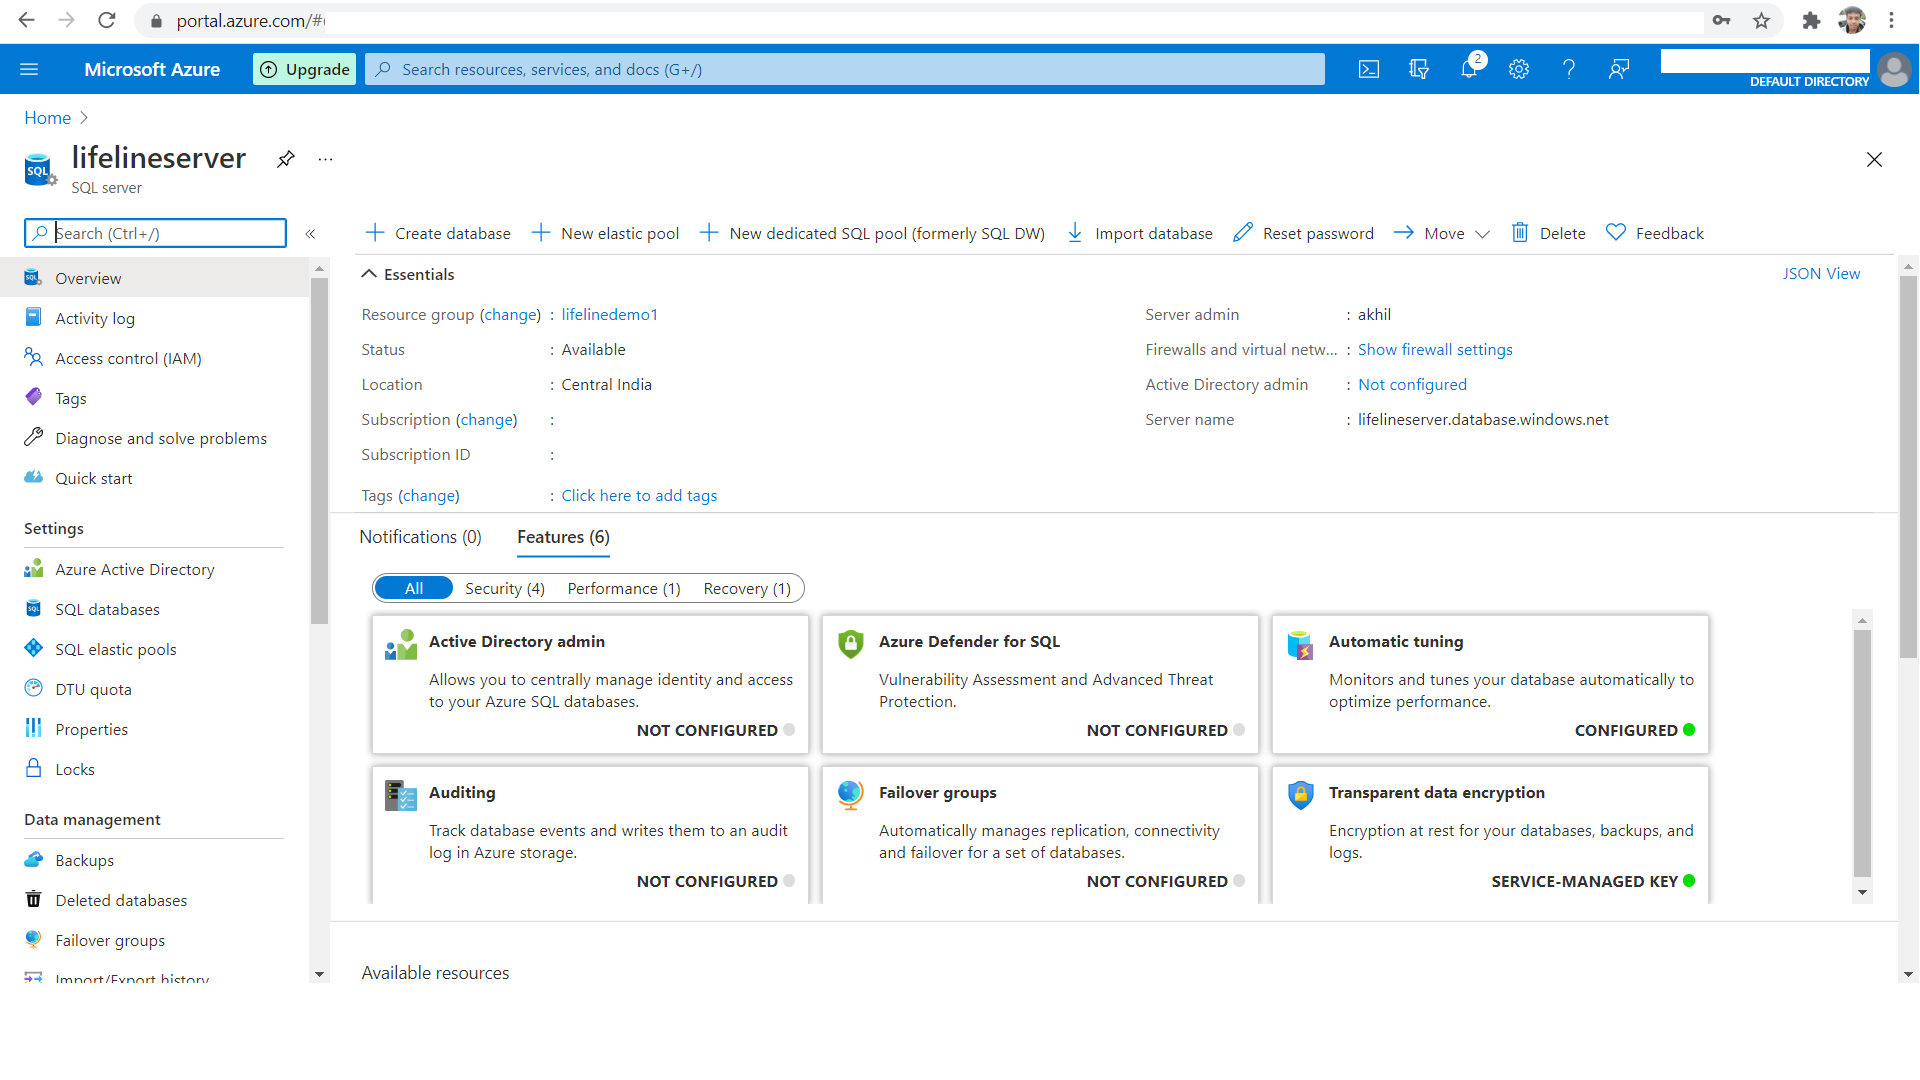 portal.azure.com/#
Microsoft Azure
Upgrade
Search resources, services, and docs (G+/)
2
DEFAULT DIRECTORY
Home
lifelineserver
SQL server
Search (Ctrl+/)
Create database
New elastic pool
New dedicated SQL pool (formerly SQL DW)
Import database
Reset password
Move
Delete
Feedback
Overview
Activity log
Access control (IAM)
Tags
Diagnose and solve problems
Quick start
Settings
Azure Active Directory
SQL databases
SQL elastic pools
DTU quota
Properties
Locks
Data management
Backups
Deleted databases
Failover groups
Import/Export history
Essentials
JSON View
Resource group (change) : lifelinedemo1
Status : Available
Location : Central India
Subscription (change) :
Subscription ID :
Tags (change) : Click here to add tags
Server admin : akhil
Firewalls and virtual netw... : Show firewall settings
Active Directory admin : Not configured
Server name : lifelineserver.database.windows.net
Notifications (0)
Features (6)
All
Security (4)
Performance (1)
Recovery (1)
Active Directory admin
Allows you to centrally manage identity and access
to your Azure SQL databases.
NOT CONFIGURED
Azure Defender for SQL
Vulnerability Assessment and Advanced Threat
Protection.
NOT CONFIGURED
Automatic tuning
Monitors and tunes your database automatically to
optimize performance.
CONFIGURED
Auditing
Track database events and writes them to an audit
log in Azure storage.
NOT CONFIGURED
Failover groups
Automatically manages replication, connectivity
and failover for a set of databases.
NOT CONFIGURED
Transparent data encryption
Encryption at rest for your databases, backups, and
logs.
SERVICE-MANAGED KEY
Available resources